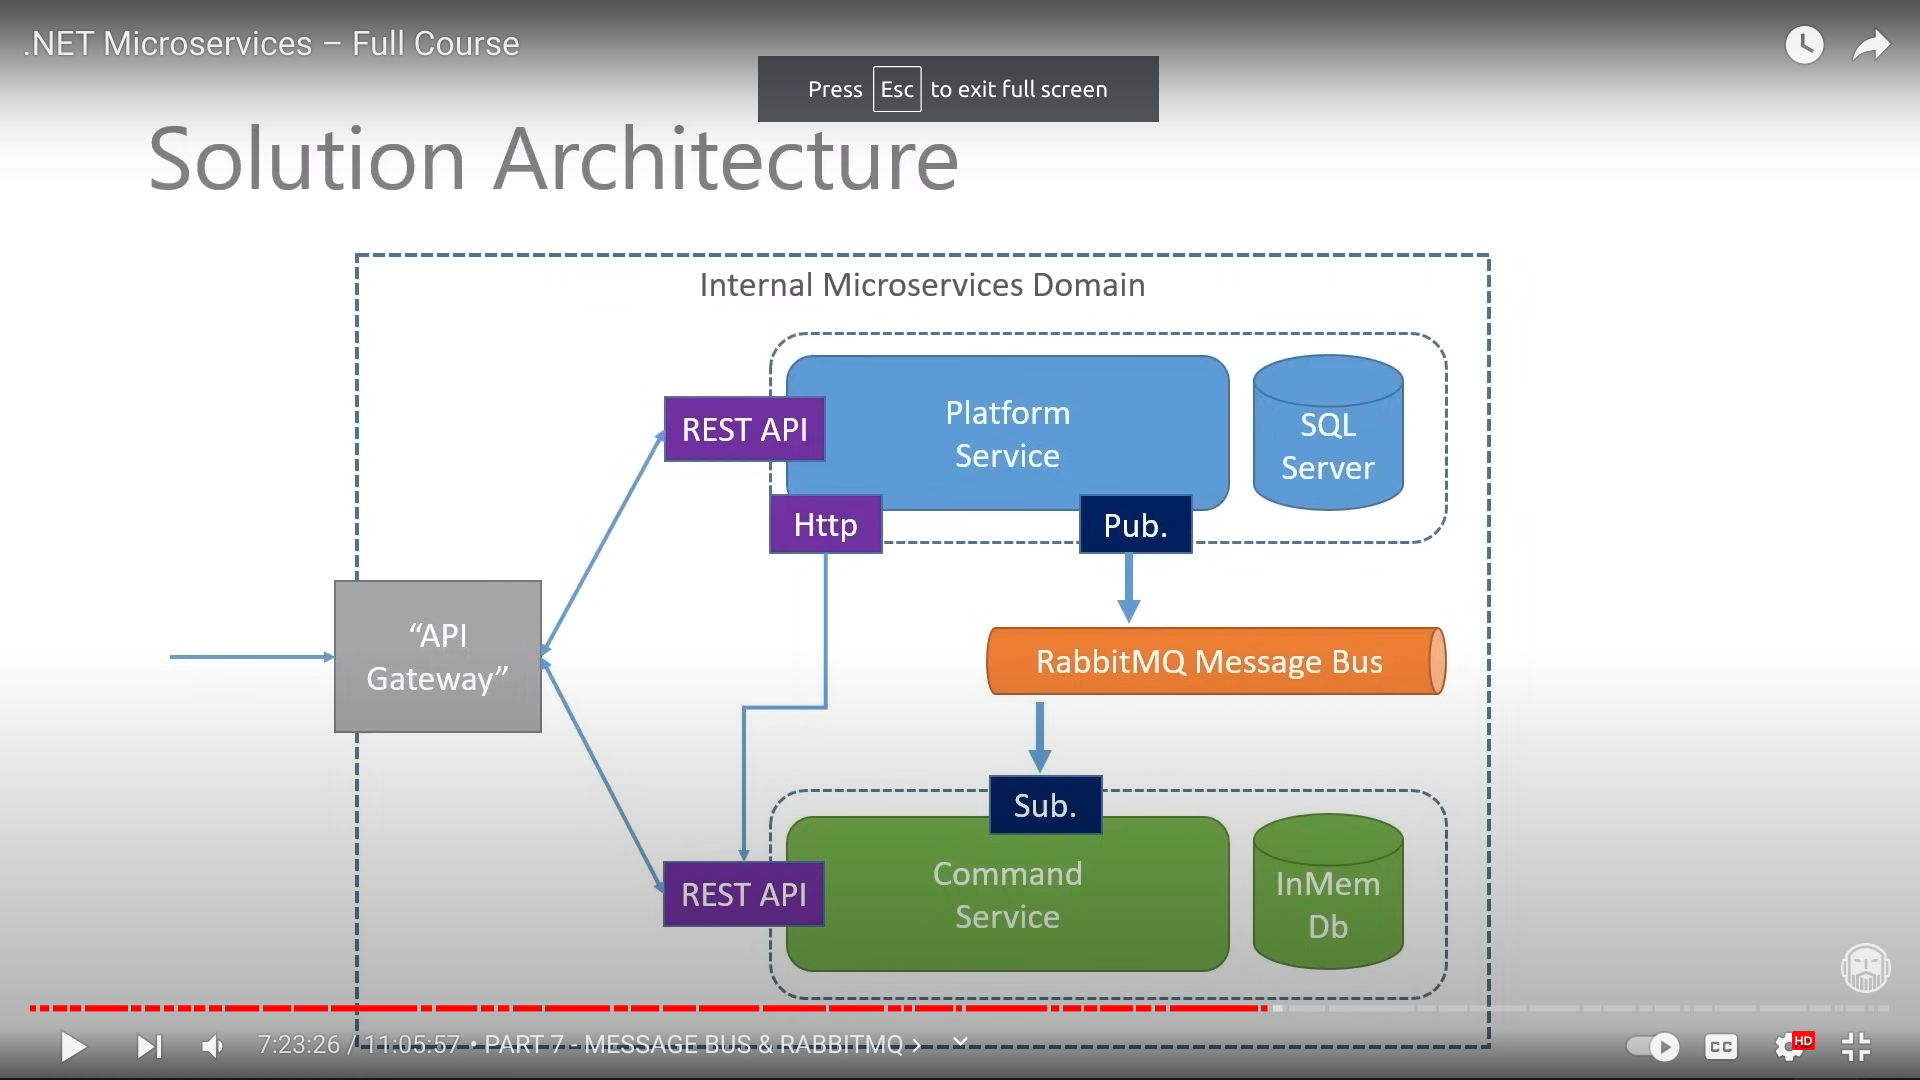 .NET Microservices – Full Course
Press Esc to exit full screen
Solution Architecture
Internal Microservices Domain
REST API
Platform
Service
SQL
Server
Http
Pub.
“API
Gateway”
RabbitMQ Message Bus
Sub.
REST API
Command
Service
InMem
Db
7:23:26 / 11:05:57 • PART 7 - MESSAGE BUS & RABBITMQ
CC
HD